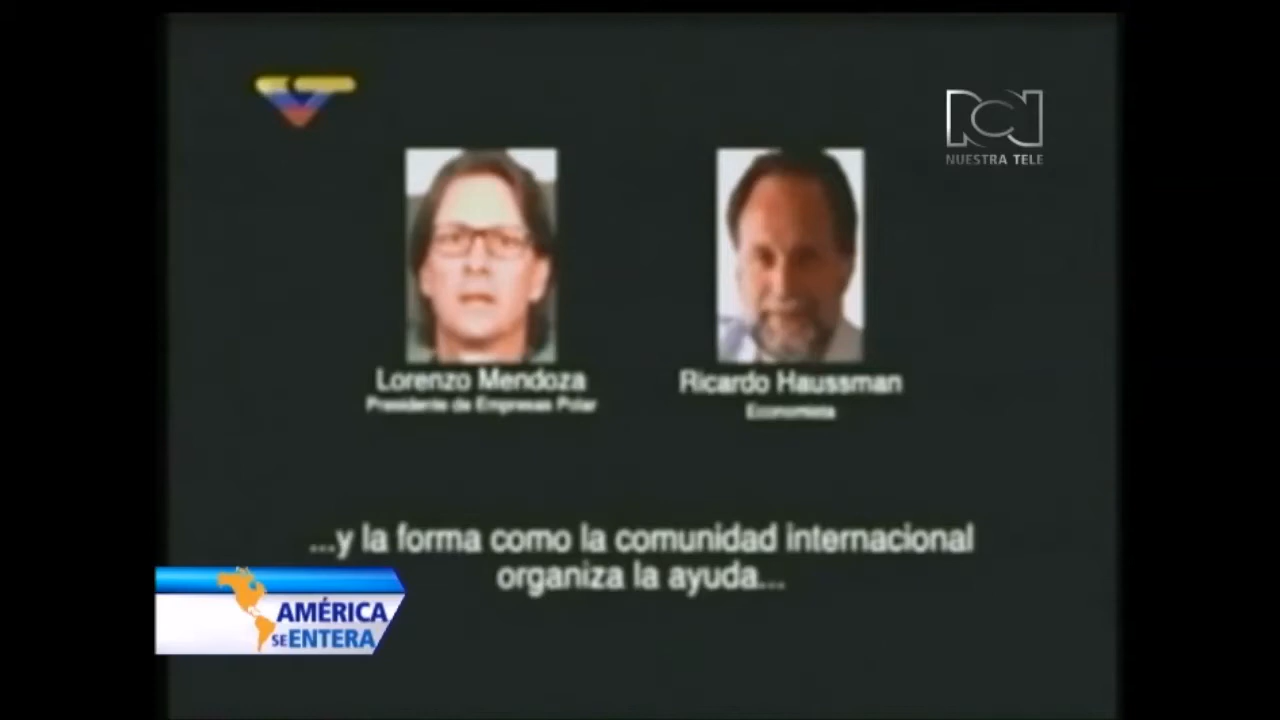 RCN
NUESTRA TELE
Lorenzo Mendoza
Presidente de Empresas Polar
Ricardo Haussman
Economista
...y la forma como la comunidad internacional
organiza la ayuda...
AMÉRICA
SE ENTERA